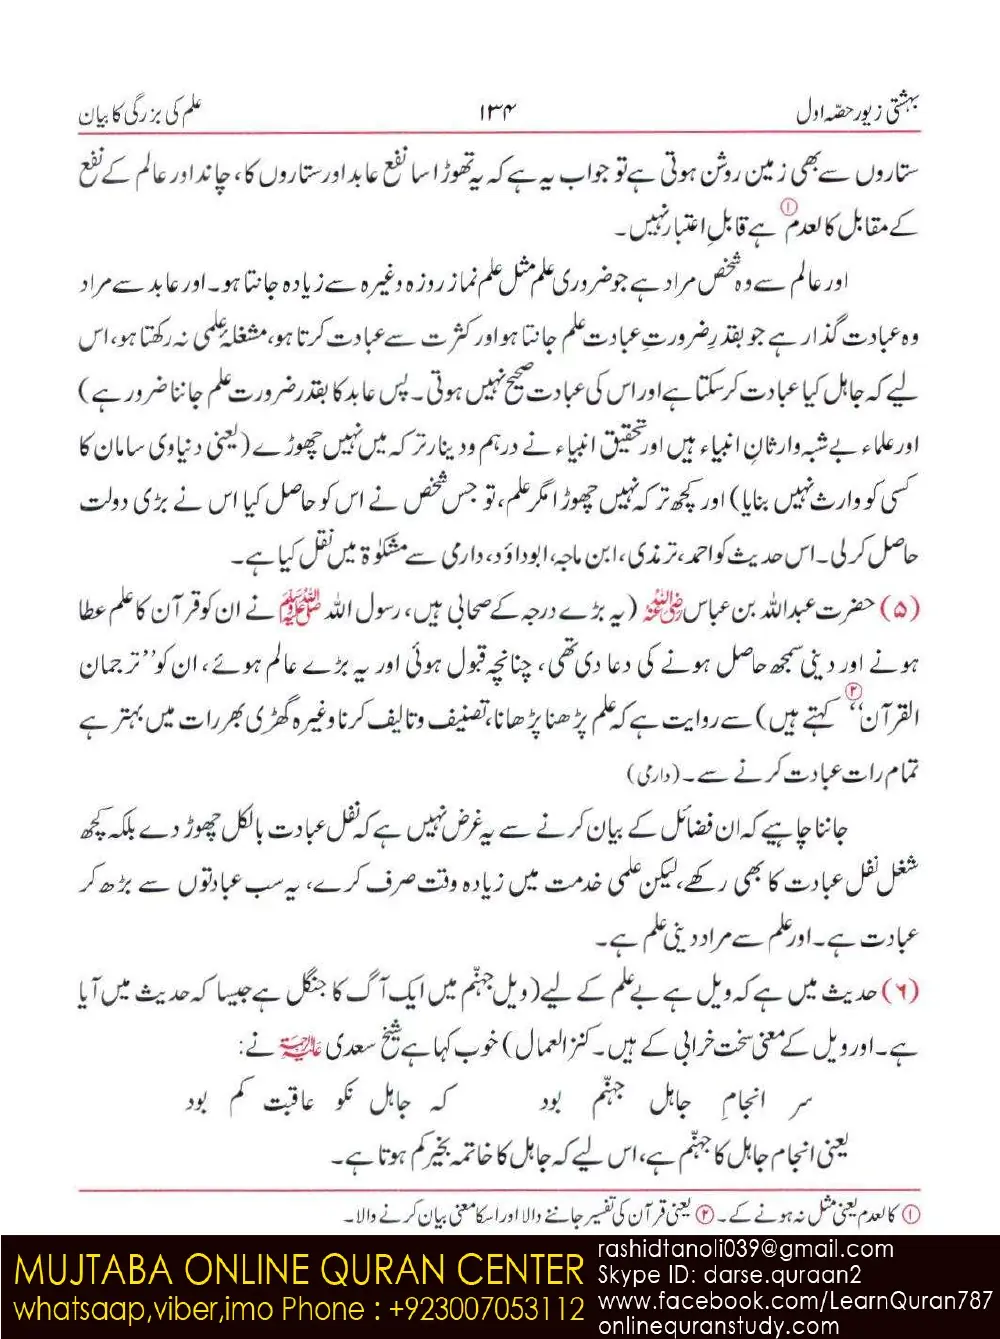 بہشتی زیور حصّہ اول ۱۳۴ علم کی بزرگی کا بیان
ستاروں سے بھی زمین روشن ہوتی ہے تو جواب یہ ہے کہ یہ تھوڑا سا نفع عابد اور ستاروں کا، چاند اور عالم کے نفع
کے مقابل کالعدم ① ہے قابلِ اعتبار نہیں۔
اور عالم سے وہ شخص مراد ہے جو ضروری علم مثل علم نماز روزہ وغیرہ سے زیادہ جانتا ہو۔ اور عابد سے مراد
وہ عبادت گذار ہے جو بقدرِ ضرورتِ عبادت علم جانتا ہو اور کثرت سے عبادت کرتا ہو، مشغلۂ علمی نہ رکھتا ہو، اس
لیے کہ جاہل کیا عبادت کرسکتا ہے اور اس کی عبادت صحیح نہیں ہوتی۔ پس عابد کا بقدر ضرورت علم جاننا ضرور ہے)
اور علماء بے شبہ وارثانِ انبیاء ہیں اور تحقیق انبیاء نے درہم و دینار ترکہ میں نہیں چھوڑے (یعنی دنیاوی سامان کا
کسی کو وارث نہیں بنایا) اور کچھ ترکہ نہیں چھوڑا مگر علم، تو جس شخص نے اس کو حاصل کیا اس نے بڑی دولت
حاصل کرلی۔ اس حدیث کو احمد، ترمذی، ابن ماجہ، ابوداؤد، دارمی سے مشکوٰۃ میں نقل کیا ہے۔
(۵) حضرت عبداللہ بن عباس رضی اللہ عنہ (یہ بڑے درجہ کے صحابی ہیں، رسول اللہ صلی اللہ علیہ وسلم نے ان کو قرآن کا علم عطا
ہونے اور دینی سمجھ حاصل ہونے کی دعا دی تھی، چنانچہ قبول ہوئی اور یہ بڑے عالم ہوئے، ان کو ’’ترجمان
القرآن‘‘ ② کہتے ہیں) سے روایت ہے کہ علم پڑھنا پڑھانا، تصنیف وتالیف کرنا وغیرہ گھڑی بھر رات میں بہتر ہے
تمام رات عبادت کرنے سے۔ (دارمی)
جاننا چاہیے کہ ان فضائل کے بیان کرنے سے یہ غرض نہیں ہے کہ نفل عبادت بالکل چھوڑ دے بلکہ کچھ
شغل نفل عبادت کا بھی رکھے، لیکن علمی خدمت میں زیادہ وقت صرف کرے، یہ سب عبادتوں سے بڑھ کر
عبادت ہے۔ اور علم سے مراد دینی علم ہے۔
(۶) حدیث میں ہے کہ ویل ہے بے علم کے لیے (ویل جہنّم میں ایک آگ کا جنگل ہے جیسا کہ حدیث میں آیا
ہے۔ اور ویل کے معنی سخت خرابی کے ہیں۔ کنز العمال) خوب کہا ہے شیخ سعدی علیہ الرحمۃ نے:
سر انجامِ جاہل جہنّم بود کہ جاہل نکو عاقبت کم بود
یعنی انجام جاہل کا جہنّم ہے، اس لیے کہ جاہل کا خاتمہ بخیر کم ہوتا ہے۔
① کالعدم یعنی مثل نہ ہونے کے۔ ② یعنی قرآن کی تفسیر جاننے والا اور اسکا معنی بیان کرنے والا۔
MUJTABA ONLINE QURAN CENTER
whatsaap,viber,imo Phone : +923007053112
rashidtanoli039@gmail.com
Skype ID: darse.quraan2
www.facebook.com/LearnQuran787
onlinequranstudy.com